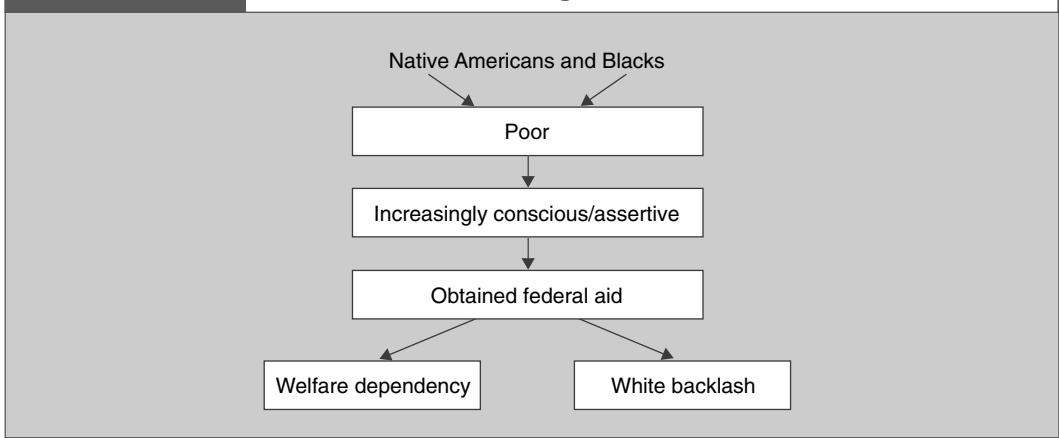 Native Americans and Blacks
Poor
Increasingly conscious/assertive
Obtained federal aid
Welfare dependency
White backlash